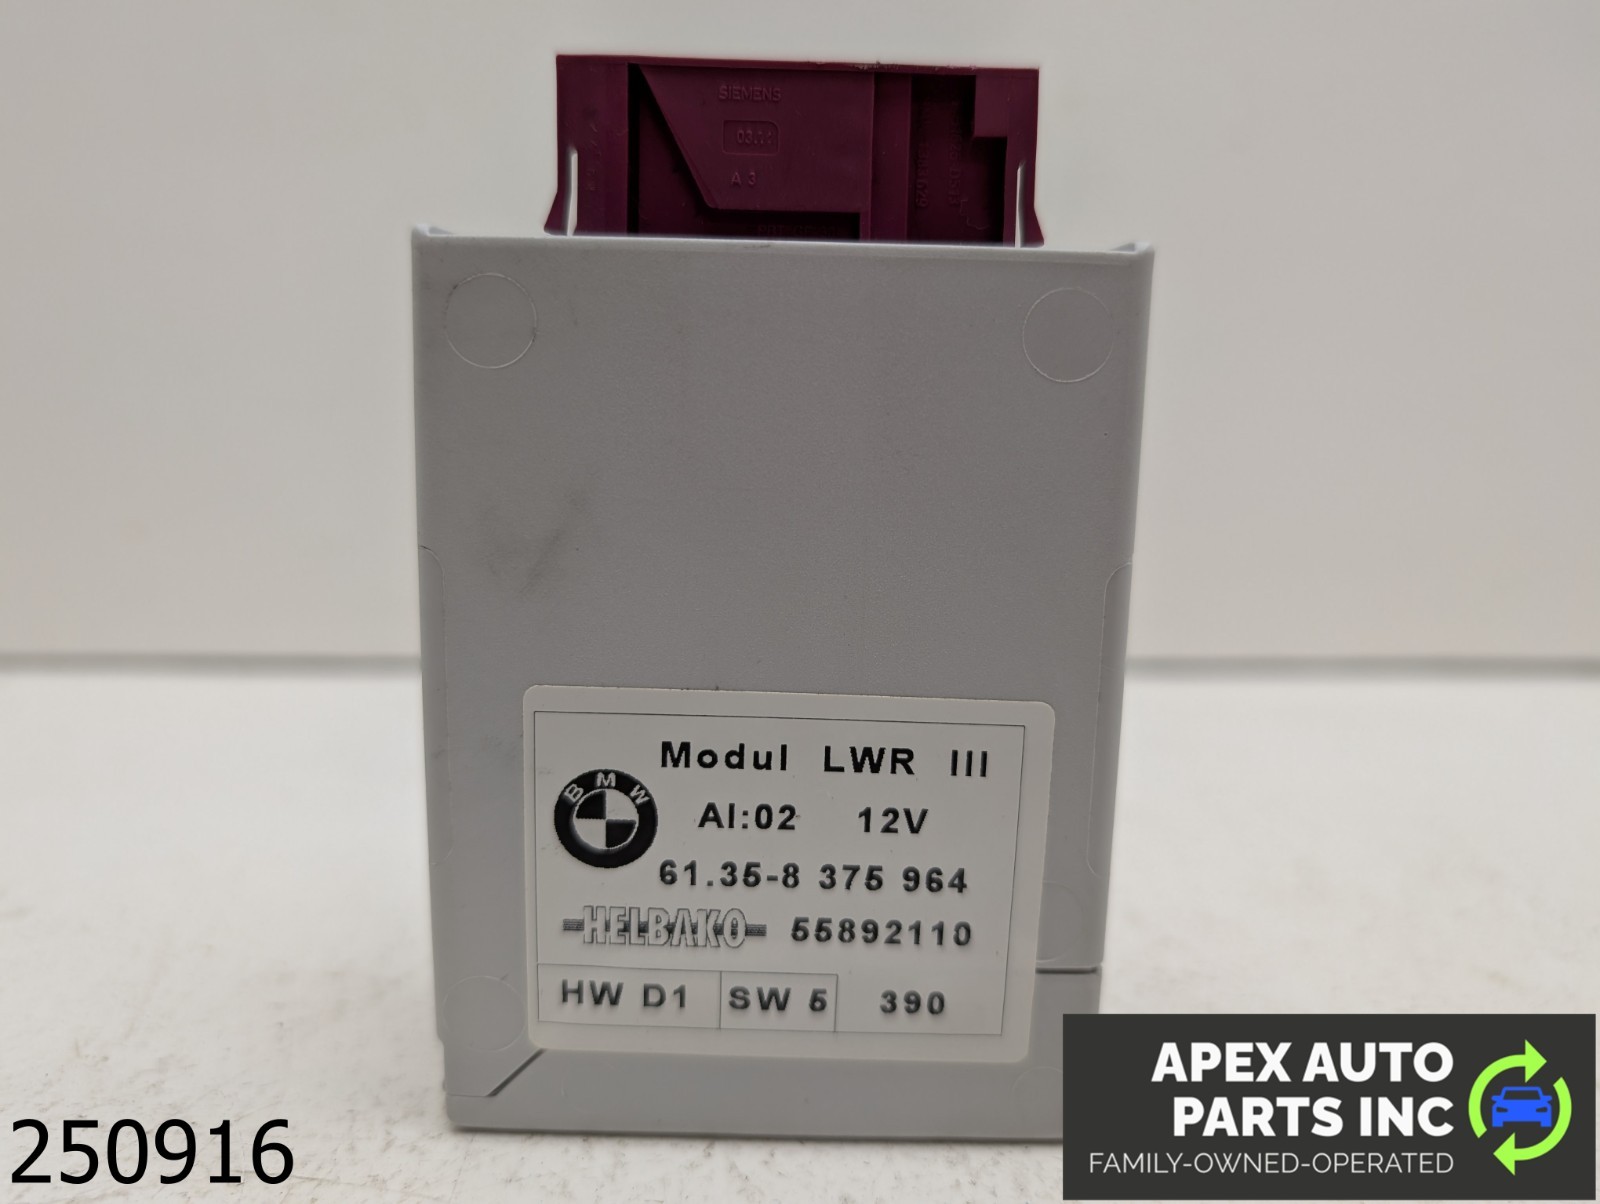 SIEMENS
A 3
Modul LWR III
BMW
AI:02 12V
61.35-8 375 964
HELBAKO 55892110
HW D1 SW 5 390
250916
APEX AUTO
PARTS INC
FAMILY-OWNED-OPERATED